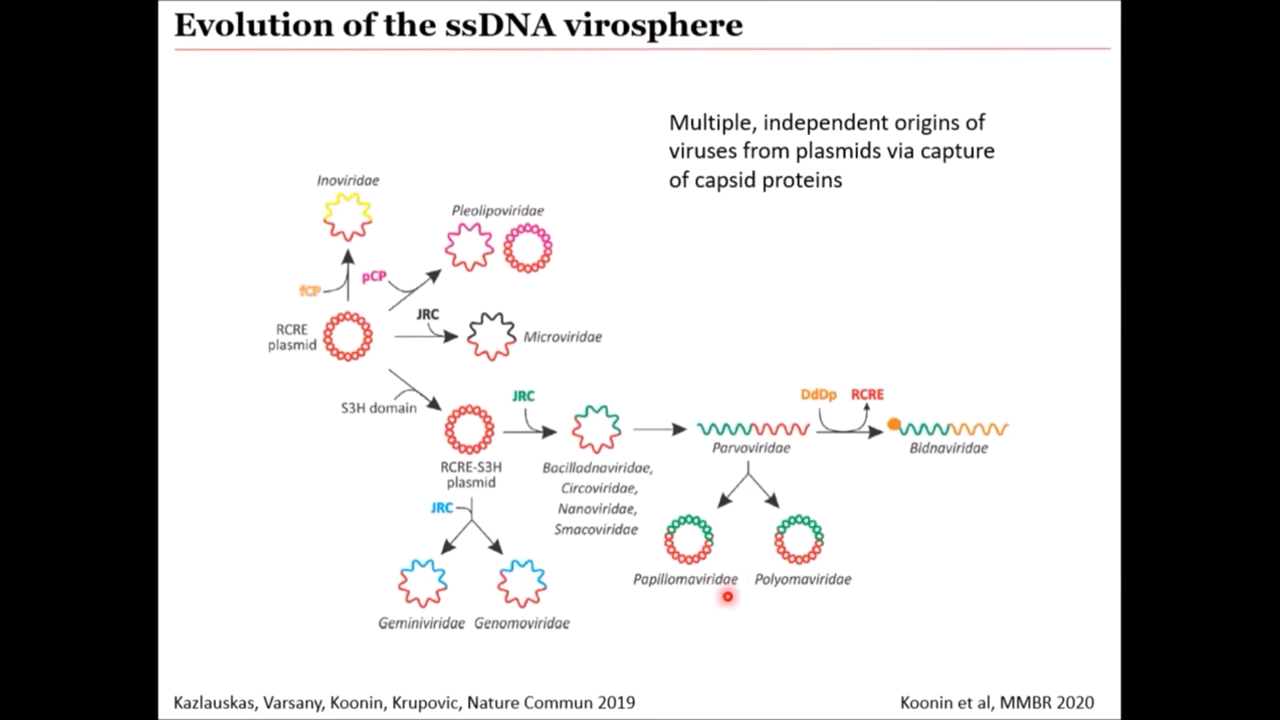 Evolution of the ssDNA virosphere
Multiple, independent origins of
viruses from plasmids via capture
of capsid proteins
Inoviridae
Pleolipoviridae
fCP
pCP
JRC
RCRE
plasmid
Microviridae
S3H domain
JRC
DdDp
RCRE
RCRE-S3H
plasmid
Bacilladnaviridae,
Circoviridae,
Nanoviridae,
Smacoviridae
Parvoviridae
Bidnaviridae
JRC
Papillomaviridae
Polyomaviridae
Geminiviridae
Genomoviridae
Kazlauskas, Varsany, Koonin, Krupovic, Nature Commun 2019
Koonin et al, MMBR 2020